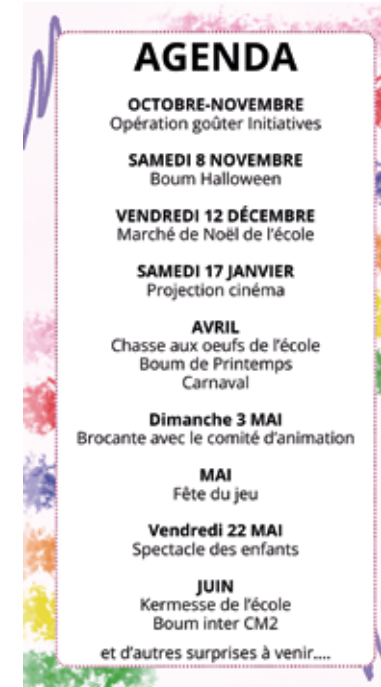 AGENDA
OCTOBRE-NOVEMBRE
Opération goûter Initiatives
SAMEDI 8 NOVEMBRE
Boum Halloween
VENDREDI 12 DÉCEMBRE
Marché de Noël de l'école
SAMEDI 17 JANVIER
Projection cinéma
AVRIL
Chasse aux oeufs de l'école
Boum de Printemps
Carnaval
Dimanche 3 MAI
Brocante avec le comité d'animation
MAI
Fête du jeu
Vendredi 22 MAI
Spectacle des enfants
JUIN
Kermesse de l'école
Boum inter CM2
et d'autres surprises à venir....